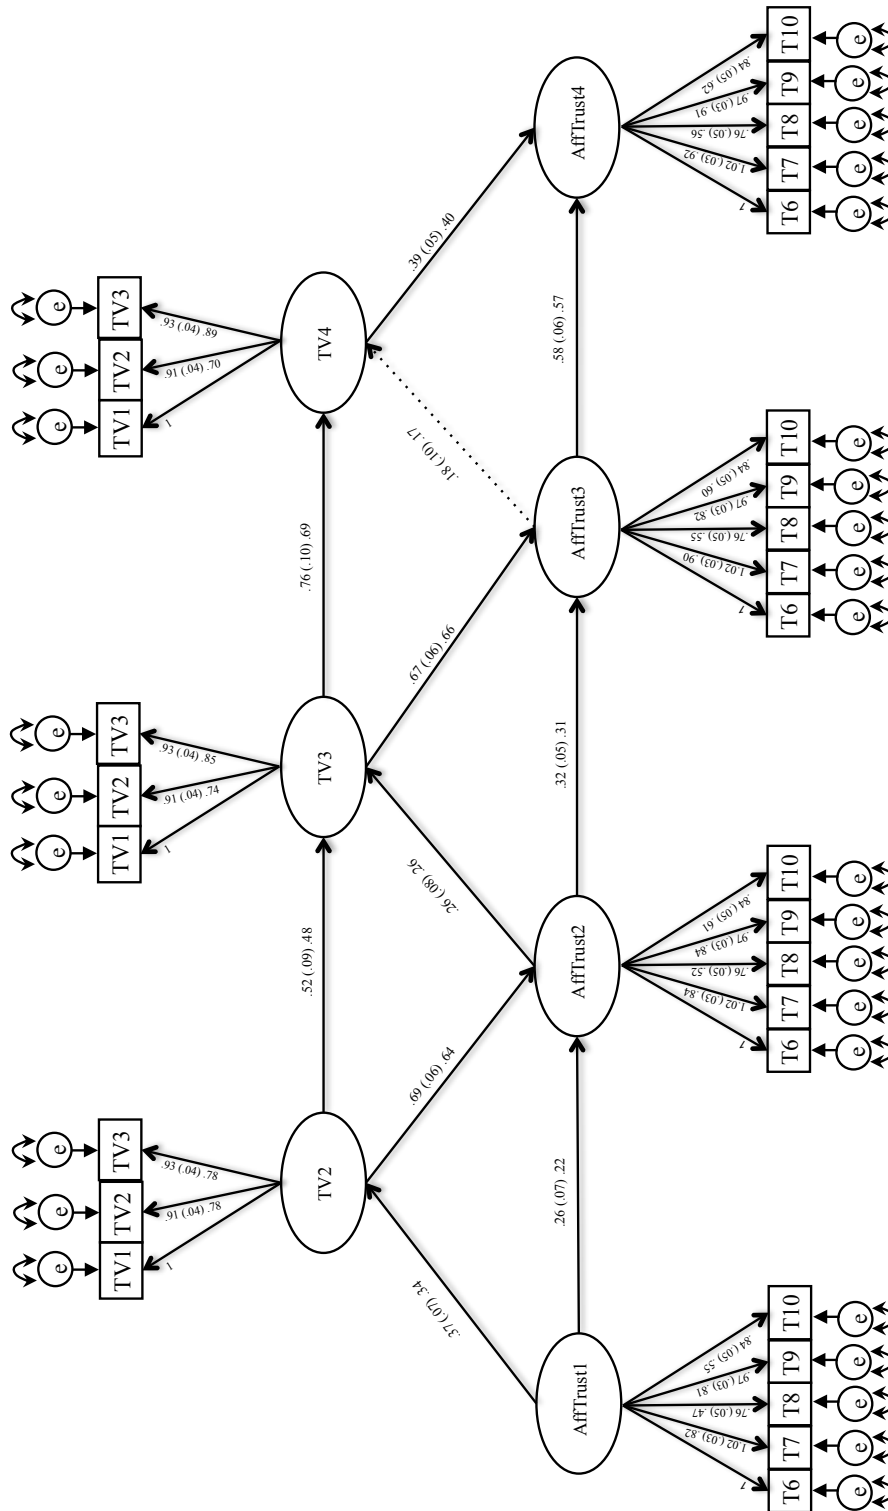 e e e
TV1 TV2 TV3
1 .91 (.04) .78 .93 (.04) .78
e e e
TV1 TV2 TV3
1 .91 (.04) .74 .93 (.04) .85
e e e
TV1 TV2 TV3
1 .91 (.04) .70 .93 (.04) .89
TV2
.52 (.09) .48
TV3
.76 (.10) .69
TV4
.37 (.07) .34
.69 (.06) .64
.26 (.08) .26
.67 (.06) .66
.18 (.10) .17
.39 (.05) .40
AffTrust1
.26 (.07) .22
AffTrust2
.32 (.05) .31
AffTrust3
.58 (.06) .57
AffTrust4
1 1.02 (.03) .82 .76 (.05) .47 .97 (.03) .81 .84 (.05) .55
T6 T7 T8 T9 T10
e e e e e
1 1.02 (.03) .84 .76 (.05) .52 .97 (.03) .84 .84 (.05) .61
T6 T7 T8 T9 T10
e e e e e
1 1.02 (.03) .90 .76 (.05) .55 .97 (.03) .82 .84 (.05) .60
T6 T7 T8 T9 T10
e e e e e
1 1.02 (.03) .92 .76 (.05) .56 .97 (.03) .91 .84 (.05) .62
T6 T7 T8 T9 T10
e e e e e